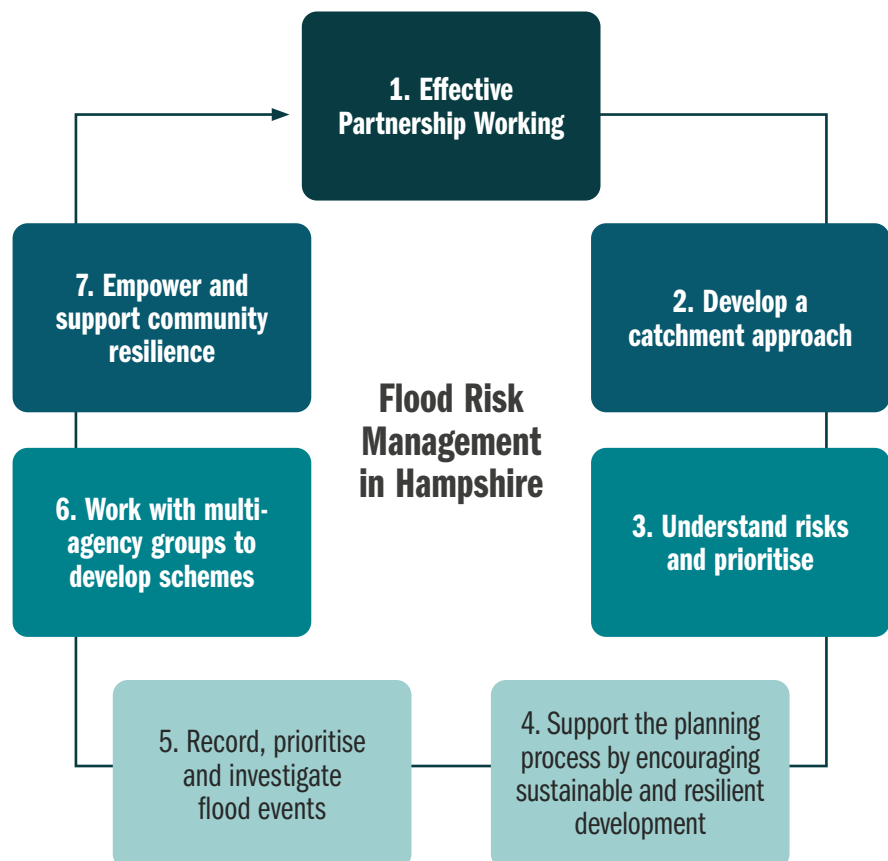 1. Effective
Partnership Working
2. Develop a
catchment approach
3. Understand risks
and prioritise
4. Support the planning
process by encouraging
sustainable and resilient
development
5. Record, prioritise
and investigate
flood events
6. Work with multi-
agency groups to
develop schemes
7. Empower and
support community
resilience
Flood Risk
Management
in Hampshire